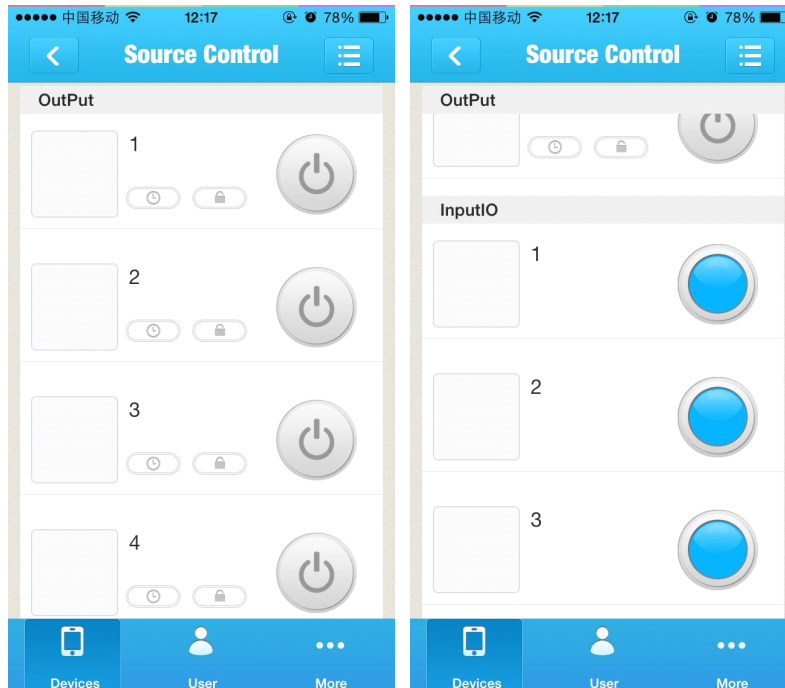 中国移动 12:17 78%
Source Control
OutPut
1
2
3
4
Devices User More
中国移动 12:17 78%
Source Control
OutPut
InputIO
1
2
3
Devices User More